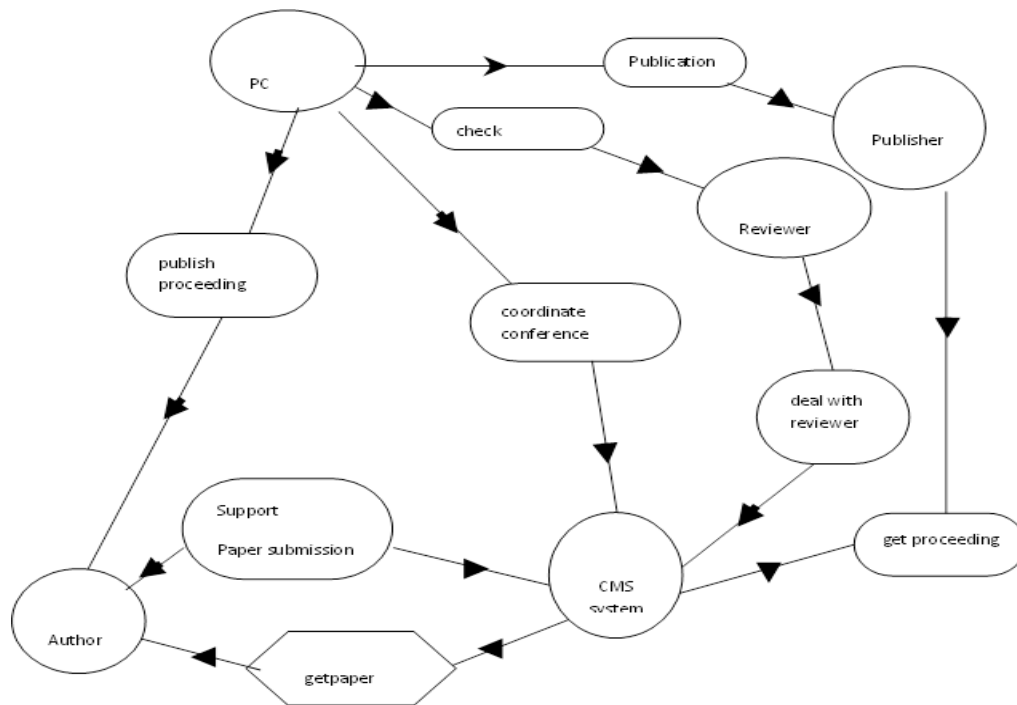 PC
Publication
check
Publisher
Reviewer
publish
proceeding
coordinate
conference
deal with
reviewer
Support
Paper submission
get proceeding
CMS
system
Author
getpaper